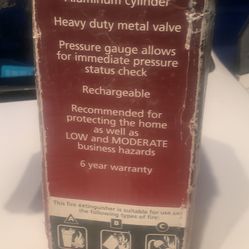 Aluminum cylinder
Heavy duty metal valve
Pressure gauge allows
for immediate pressure
status check
Rechargeable
Recommended for
protecting the home
as well as
LOW and MODERATE
business hazards
6 year warranty
This fire extinguisher is suitable for use on
the following types of fire:
A
B
C